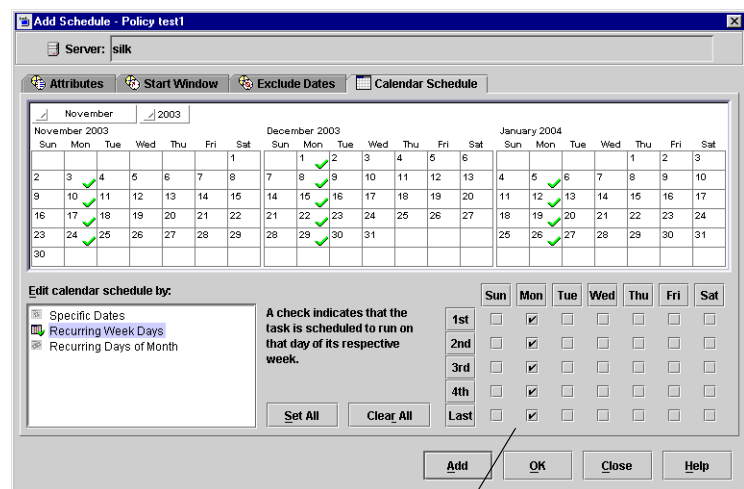 Add Schedule - Policy test1
Server: silk
Attributes Start Window Exclude Dates Calendar Schedule
November 2003
November 2003
Sun Mon Tue Wed Thu Fri Sat
1
2 3 4 5 6 7 8
9 10 11 12 13 14 15
16 17 18 19 20 21 22
23 24 25 26 27 28 29
30
December 2003
Sun Mon Tue Wed Thu Fri Sat
1 2 3 4 5 6
7 8 9 10 11 12 13
14 15 16 17 18 19 20
21 22 23 24 25 26 27
28 29 30 31
January 2004
Sun Mon Tue Wed Thu Fri Sat
1 2 3
4 5 6 7 8 9 10
11 12 13 14 15 16 17
18 19 20 21 22 23 24
25 26 27 28 29 30 31
Edit calendar schedule by:
Specific Dates
Recurring Week Days
Recurring Days of Month
A check indicates that the
task is scheduled to run on
that day of its respective
week.
Set All Clear All
Sun Mon Tue Wed Thu Fri Sat
1st
2nd
3rd
4th
Last
Add OK Close Help